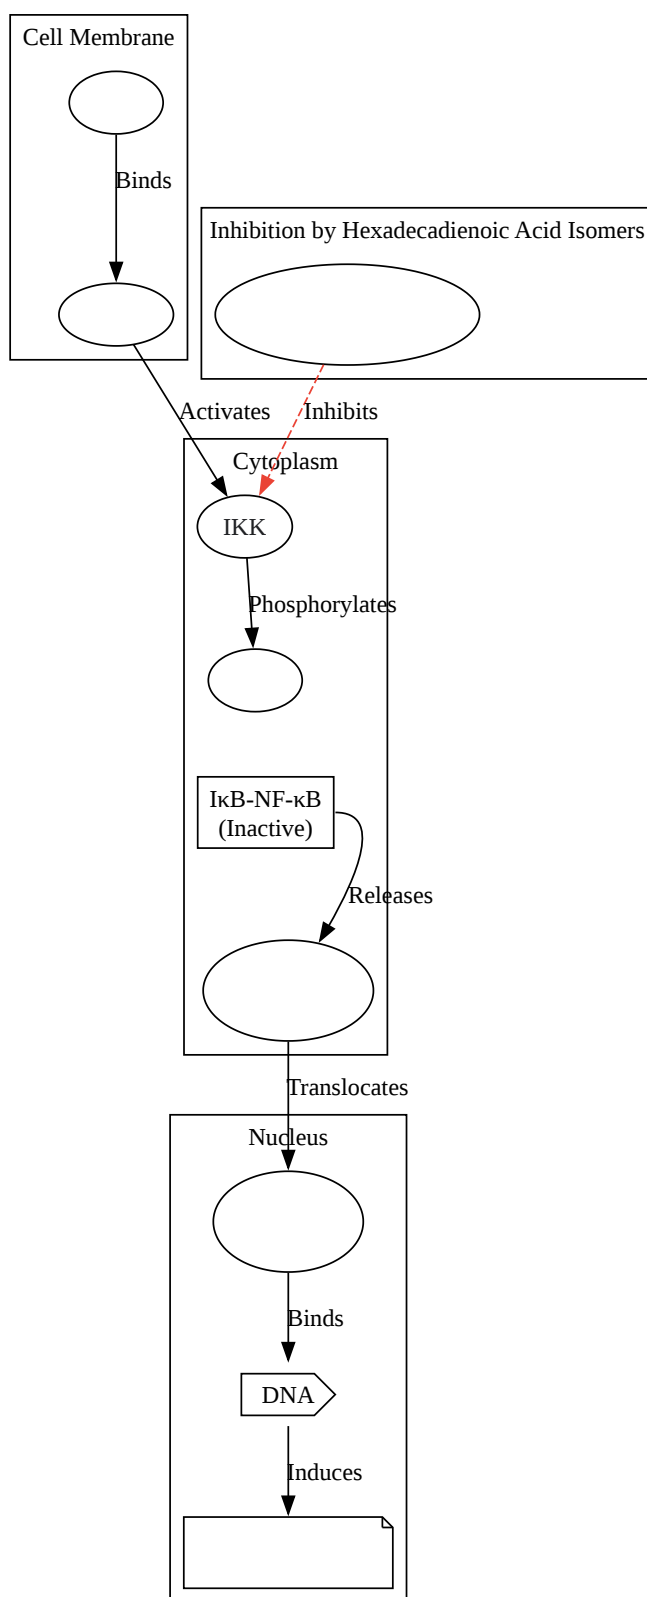 Cell Membrane
Binds
Inhibition by Hexadecadienoic Acid Isomers
Activates
Inhibits
Cytoplasm
IKK
Phosphorylates
IκB-NF-κB
(Inactive)
Releases
Translocates
Nucleus
Binds
DNA
Induces